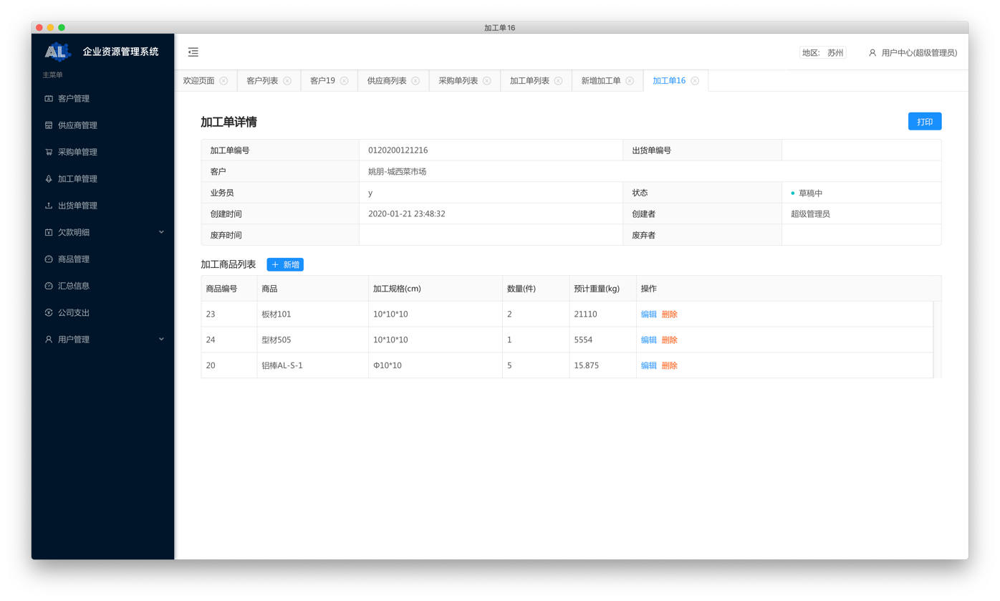 加工单16
AL
企业资源管理系统
地区: 苏州
用户中心(超级管理员)
主菜单
客户管理
供应商管理
采购单管理
加工单管理
出货单管理
欠款明细
商品管理
汇总信息
公司支出
用户管理
欢迎页面 客户列表 客户19 供应商列表 采购单列表 加工单列表 新增加工单 加工单16
加工单详情
打印
加工单编号 0120200121216 出货单编号
客户 姚朋-城西菜市场
业务员 y 状态 草稿中
创建时间 2020-01-21 23:48:32 创建者 超级管理员
废弃时间 废弃者
加工商品列表 + 新增
商品编号 商品 加工规格(cm) 数量(件) 预计重量(kg) 操作
23 板材101 10*10*10 2 21110 编辑 删除
24 型材505 10*10*10 1 5554 编辑 删除
20 铝棒AL-S-1 Φ10*10 5 15.875 编辑 删除